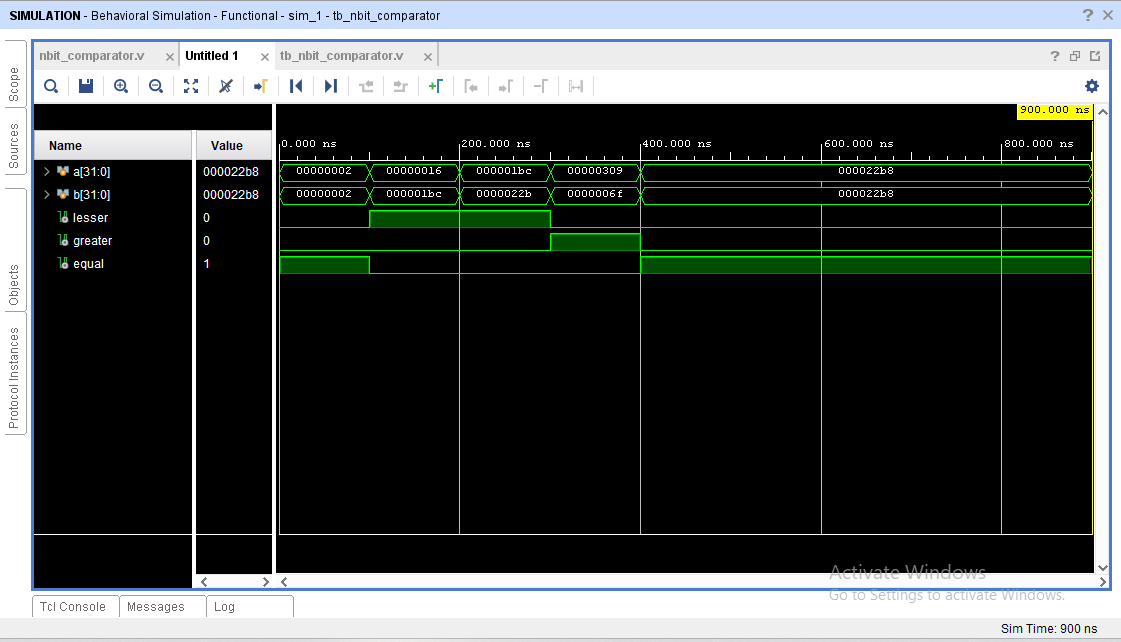 SIMULATION - Behavioral Simulation - Functional - sim_1 - tb_nbit_comparator
? ×
nbit_comparator.v × Untitled 1 × tb_nbit_comparator.v ×
?
Scope
Sources
Objects
Protocol Instances
900.000 ns
Name Value
0.000 ns 200.000 ns 400.000 ns 600.000 ns 800.000 ns
a[31:0] 000022b8 00000002 00000016 000001bc 00000309 000022b8
b[31:0] 000022b8 00000002 000001bc 0000022b 0000006f 000022b8
lesser 0
greater 0
equal 1
Activate Windows
Go to Settings to activate Windows.
Tcl Console Messages Log
Sim Time: 900 ns